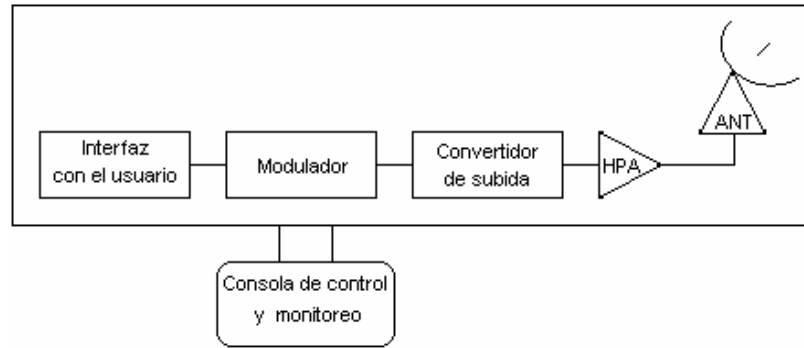 ANT
Interfaz
con el usuario
Modulador
Convertidor
de subida
HPA
Consola de control
y monitoreo